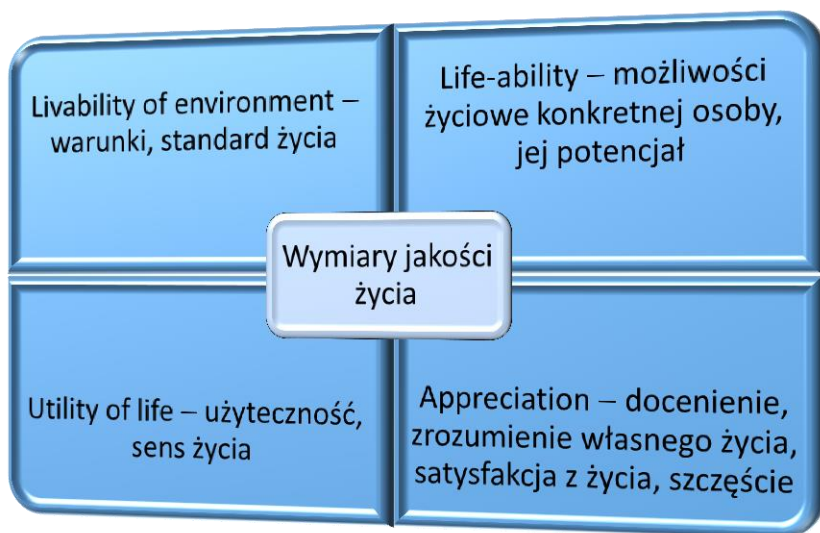 Livability of environment –
warunki, standard życia
Life-ability – możliwości
życiowe konkretnej osoby,
jej potencjał
Wymiary jakości
życia
Utility of life – użyteczność,
sens życia
Appreciation – docenienie,
zrozumienie własnego życia,
satysfakcja z życia, szczęście